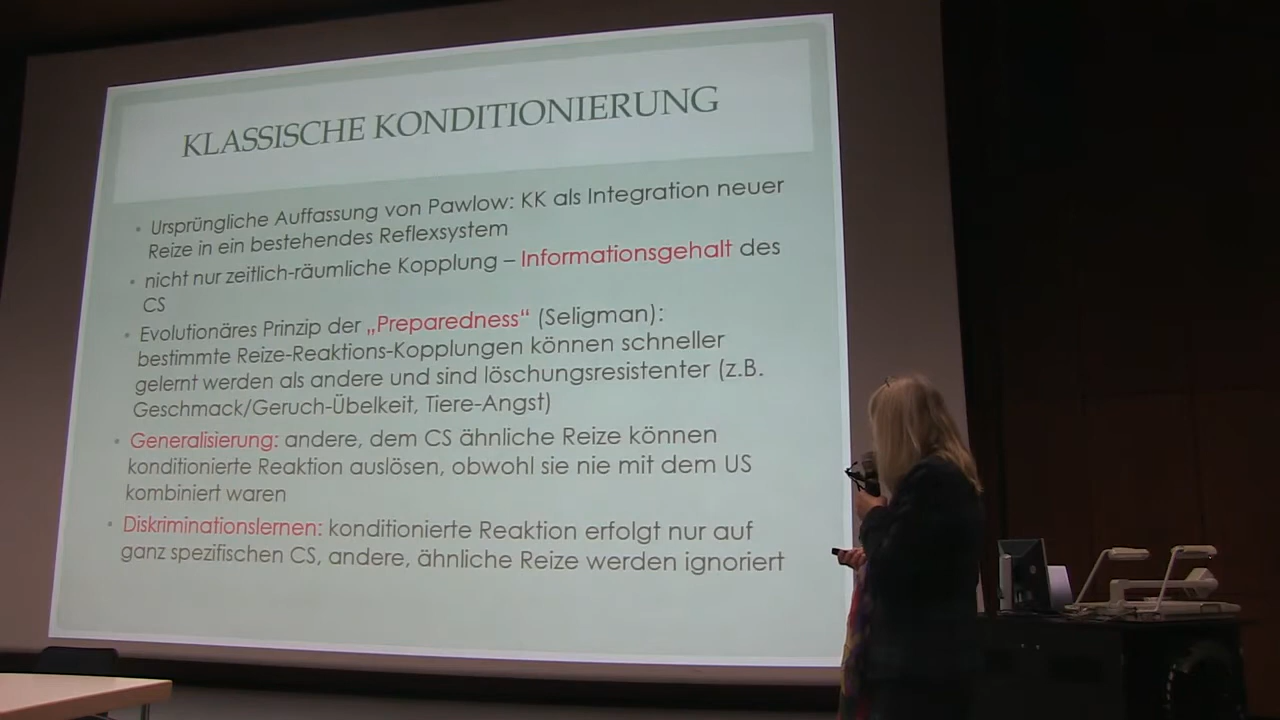 KLASSISCHE KONDITIONIERUNG
• Ursprüngliche Auffassung von Pawlow: KK als Integration neuer
Reize in ein bestehendes Reflexsystem
• nicht nur zeitlich-räumliche Kopplung – Informationsgehalt des
CS
• Evolutionäres Prinzip der „Preparedness“ (Seligman):
bestimmte Reize-Reaktions-Kopplungen können schneller
gelernt werden als andere und sind löschungsresistenter (z.B.
Geschmack/Geruch-Übelkeit, Tiere-Angst)
• Generalisierung: andere, dem CS ähnliche Reize können
konditionierte Reaktion auslösen, obwohl sie nie mit dem US
kombiniert waren
• Diskriminationslernen: konditionierte Reaktion erfolgt nur auf
ganz spezifischen CS, andere, ähnliche Reize werden ignoriert